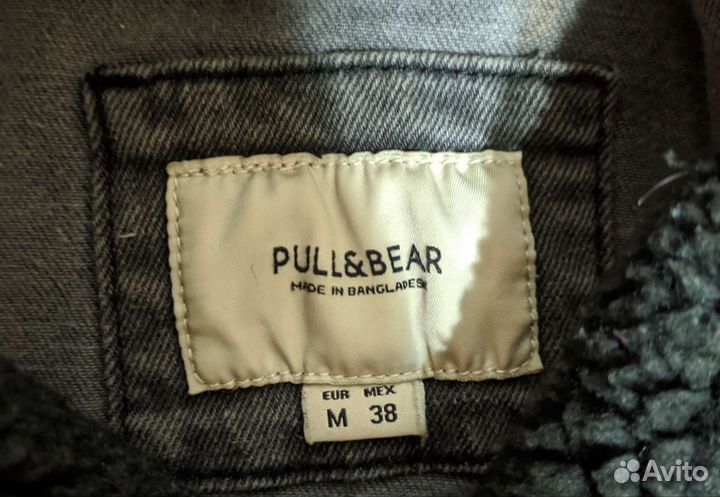 PULL&BEAR
MADE IN BANGLADESH
EUR MEX
M 38
Avito